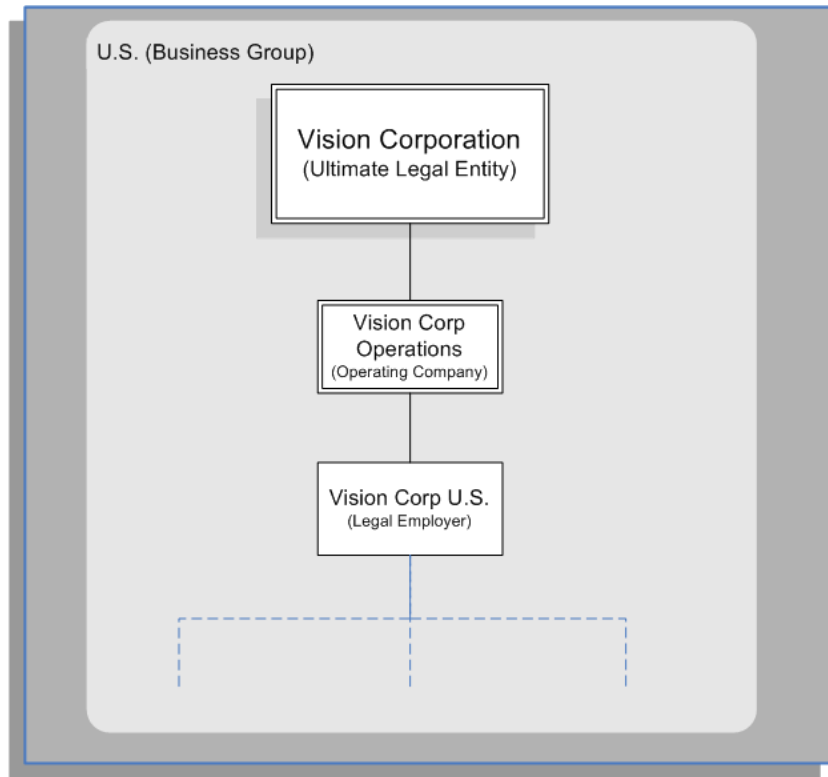 U.S. (Business Group)
Vision Corporation
(Ultimate Legal Entity)
Vision Corp
Operations
(Operating Company)
Vision Corp U.S.
(Legal Employer)